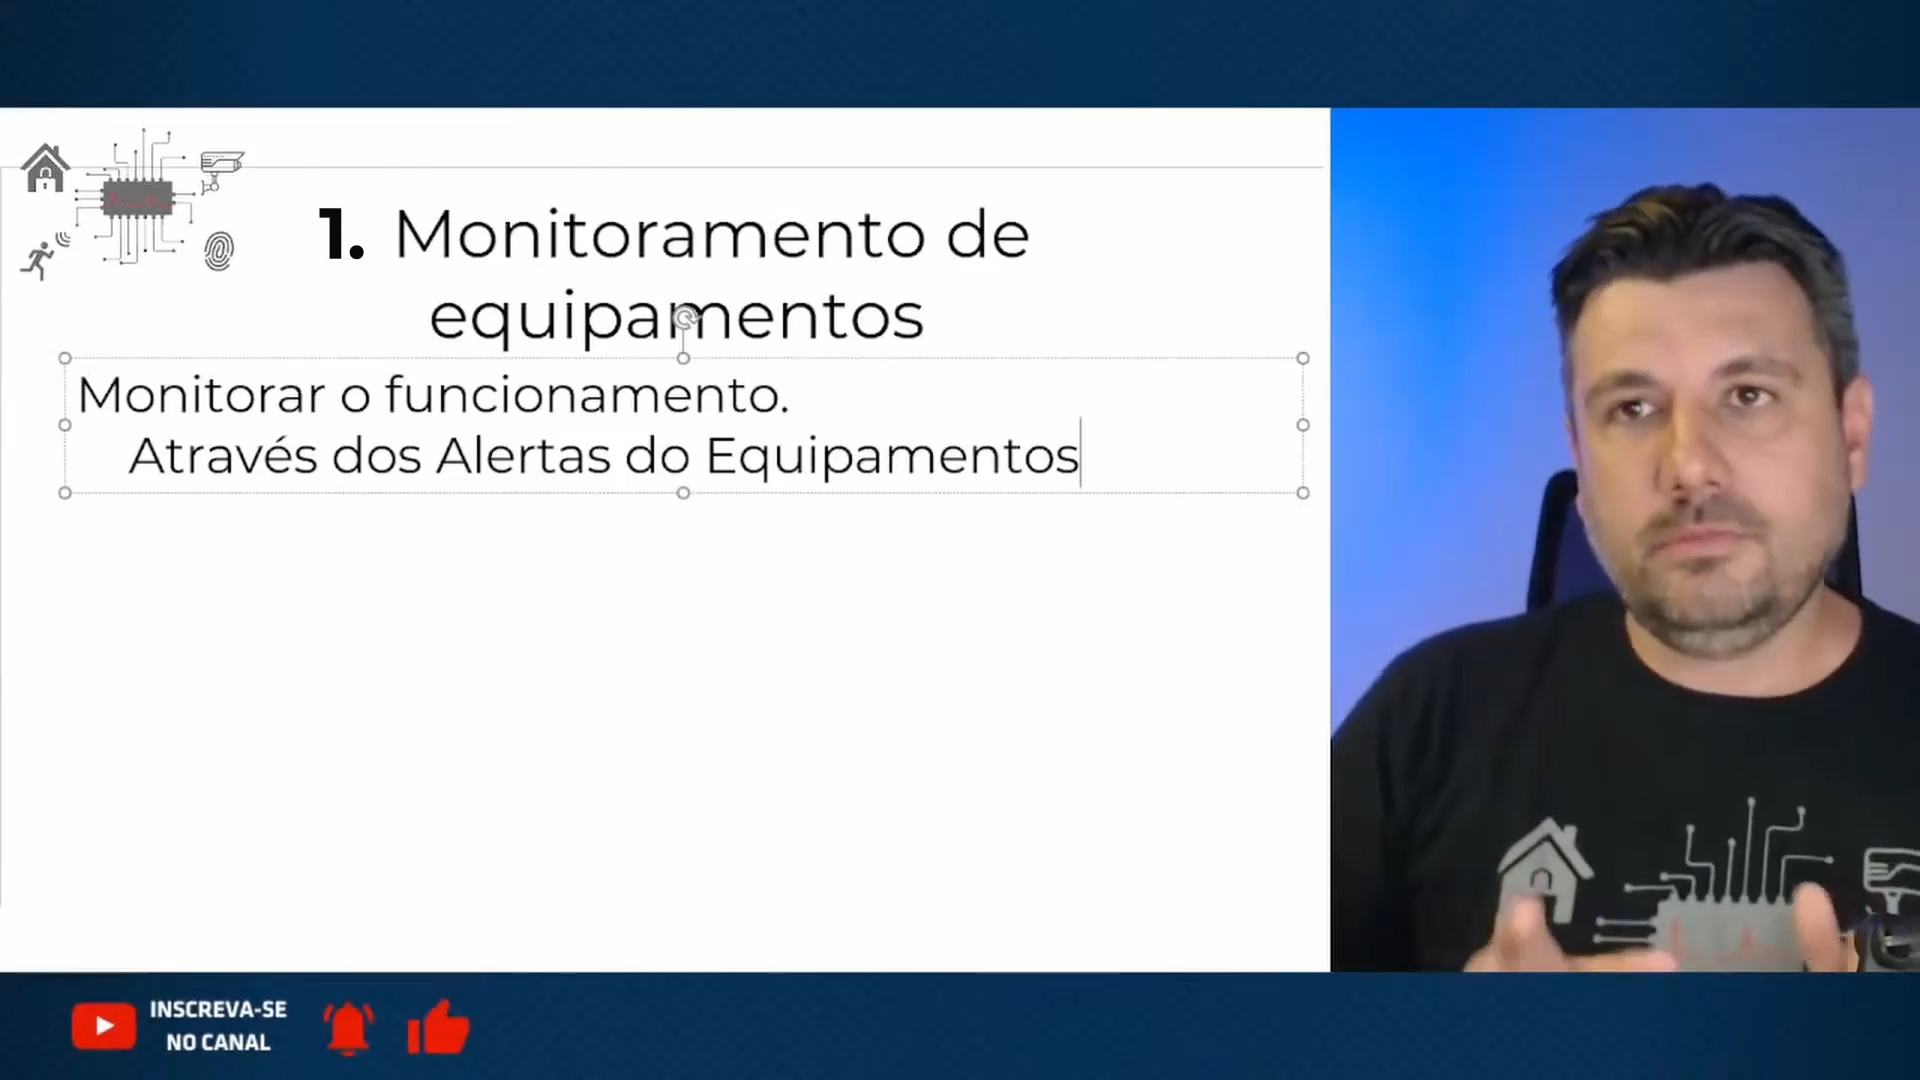 1. Monitoramento de
equipamentos
Monitorar o funcionamento.
Através dos Alertas do Equipamentos
INSCREVA-SE
NO CANAL